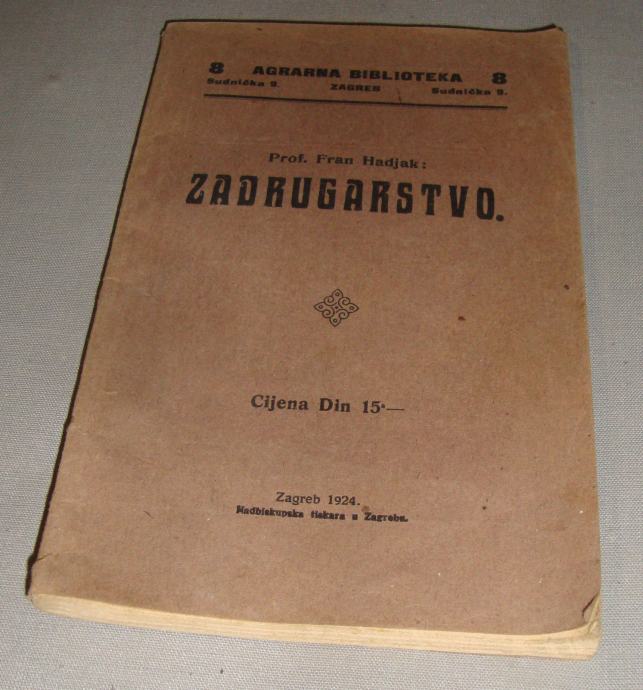 8 AGRARNA BIBLIOTEKA 8
Sudnička 9. ZAGREB Sudnička 9.
Prof. Fran Hadjak:
ZADRUGARSTVO.
Cijena Din 15·—
Zagreb 1924.
Nadbiskupska tiskara u Zagrebu.